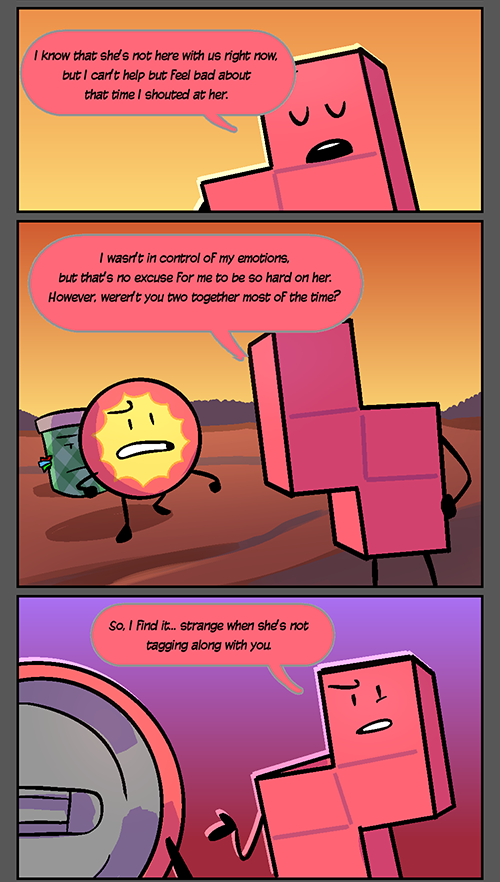 I know that she's not here with us right now,
but I can't help but feel bad about
that time I shouted at her.
I wasn't in control of my emotions,
but that's no excuse for me to be so hard on her.
However, weren't you two together most of the time?
So, I find it... strange when she's not
tagging along with you.